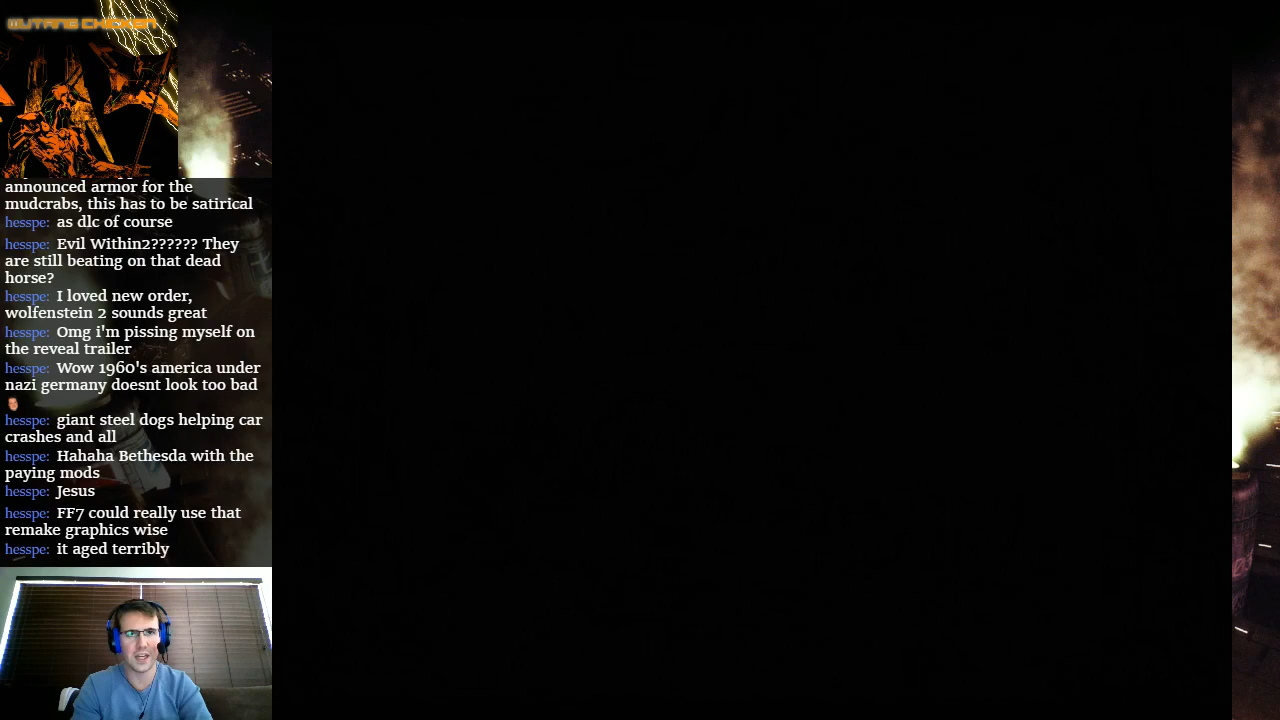 WUTANG CHICKEN
announced armor for the
mudcrabs, this has to be satirical
hesspe: as dlc of course
hesspe: Evil Within2?????? They
are still beating on that dead
horse?
hesspe: I loved new order,
wolfenstein 2 sounds great
hesspe: Omg i'm pissing myself on
the reveal trailer
hesspe: Wow 1960's america under
nazi germany doesnt look too bad
hesspe: giant steel dogs helping car
crashes and all
hesspe: Hahaha Bethesda with the
paying mods
hesspe: Jesus
hesspe: FF7 could really use that
remake graphics wise
hesspe: it aged terribly